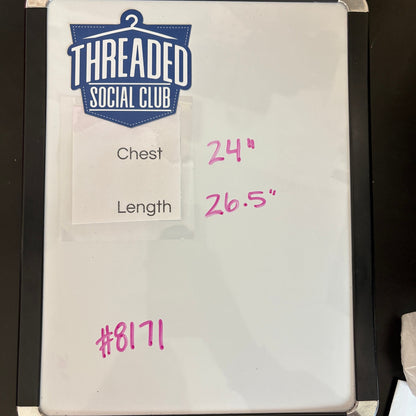 THREADED
SOCIAL CLUB
Chest 24"
Length 26.5"
#8171